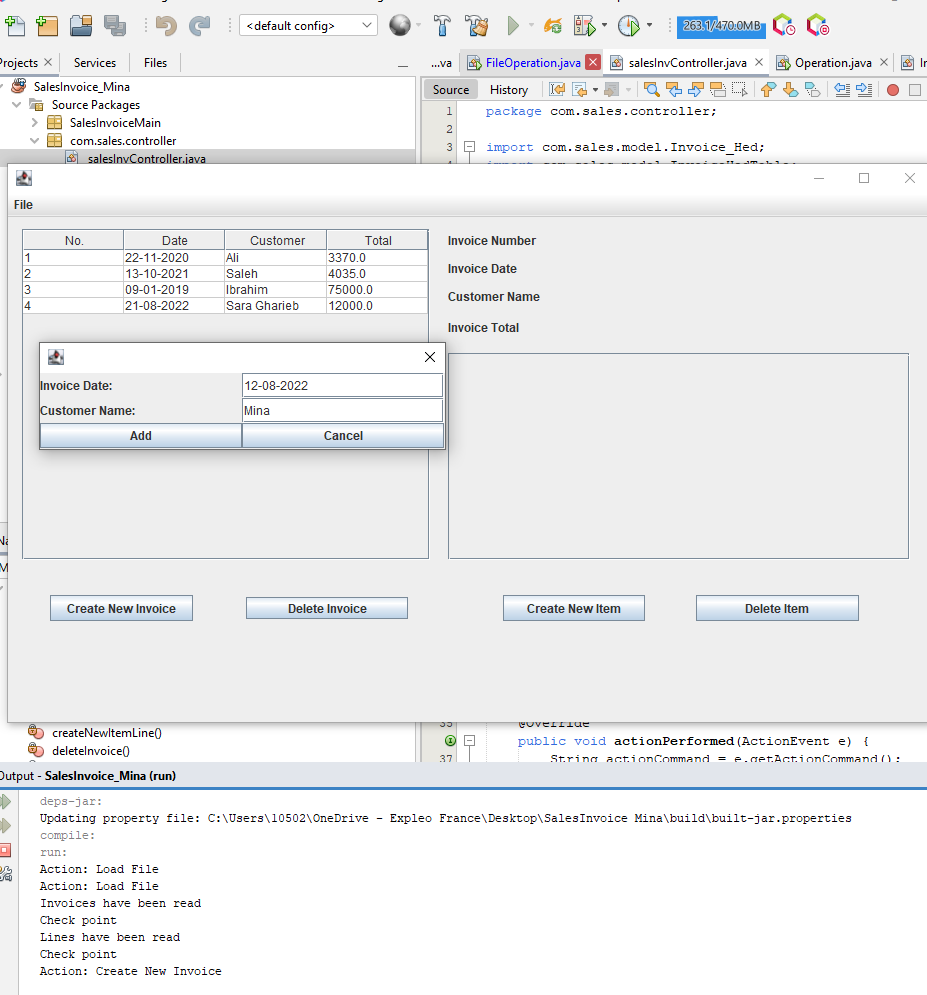 <default config>
263.1/470.0MB
Projects Services Files
...va FileOperation.java salesInvController.java Operation.java
SalesInvoice_Mina
Source Packages
SalesInvoiceMain
com.sales.controller
salesInvController.java
Source History
1 package com.sales.controller;
2
3 import com.sales.model.Invoice_Hed;
File
No. Date Customer Total
1 22-11-2020 Ali 3370.0
2 13-10-2021 Saleh 4035.0
3 09-01-2019 Ibrahim 75000.0
4 21-08-2022 Sara Gharieb 12000.0
Invoice Number
Invoice Date
Customer Name
Invoice Total
Invoice Date: 12-08-2022
Customer Name: Mina
Add Cancel
Create New Invoice Delete Invoice Create New Item Delete Item
createNewItemLine()
deleteInvoice()
35 @Override
public void actionPerformed(ActionEvent e) {
37 String actionCommand = e.getActionCommand();
Output - SalesInvoice_Mina (run)
deps-jar:
Updating property file: C:\Users\10502\OneDrive - Expleo France\Desktop\SalesInvoice Mina\build\built-jar.properties
compile:
run:
Action: Load File
Action: Load File
Invoices have been read
Check point
Lines have been read
Check point
Action: Create New Invoice